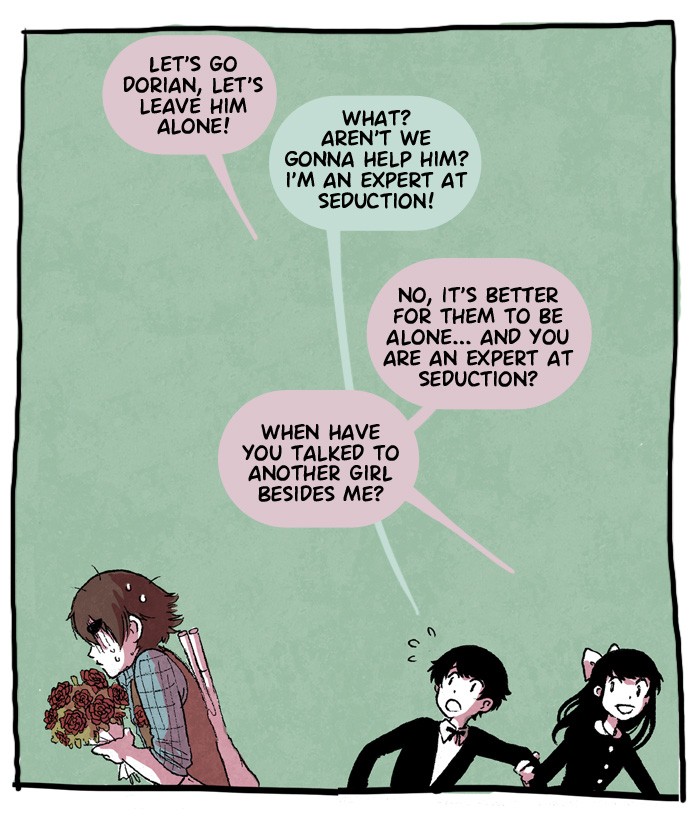 LET'S GO
DORIAN, LET'S
LEAVE HIM
ALONE!
WHAT?
AREN'T WE
GONNA HELP HIM?
I'M AN EXPERT AT
SEDUCTION!
NO, IT'S BETTER
FOR THEM TO BE
ALONE... AND YOU
ARE AN EXPERT AT
SEDUCTION?
WHEN HAVE
YOU TALKED TO
ANOTHER GIRL
BESIDES ME?